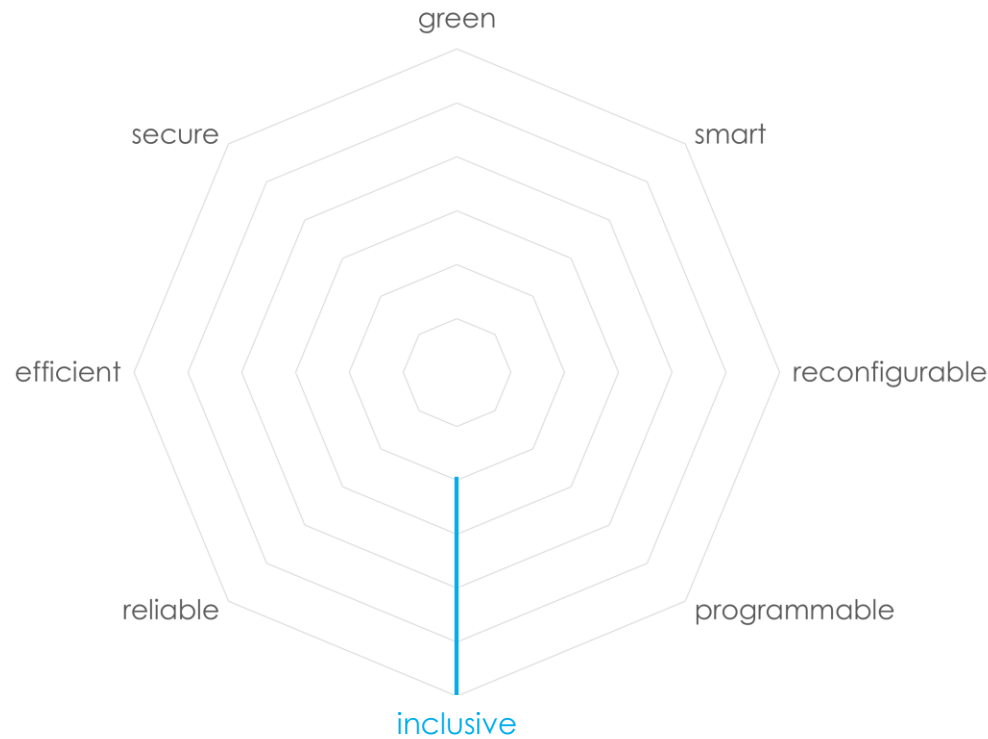 green
secure
smart
efficient
reconfigurable
reliable
programmable
inclusive